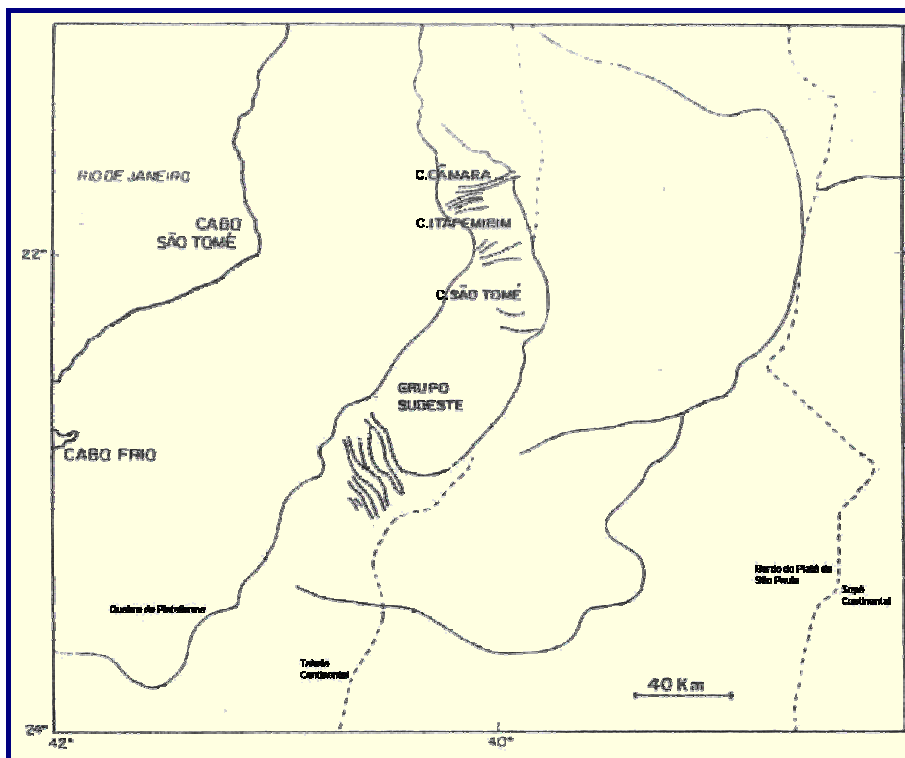 C.CÂMARA
RIO DE JANEIRO
CABO
SÃO TOMÉ
C.ITAPEMIRIM
22°
C.SÃO TOMÉ
GRUPO
SUDESTE
CABO FRIO
Quebra da Plataforma
Talude
Continental
Borda do Platô de
São Paulo
Sopé
Continental
40 Km
24°
42°
40°